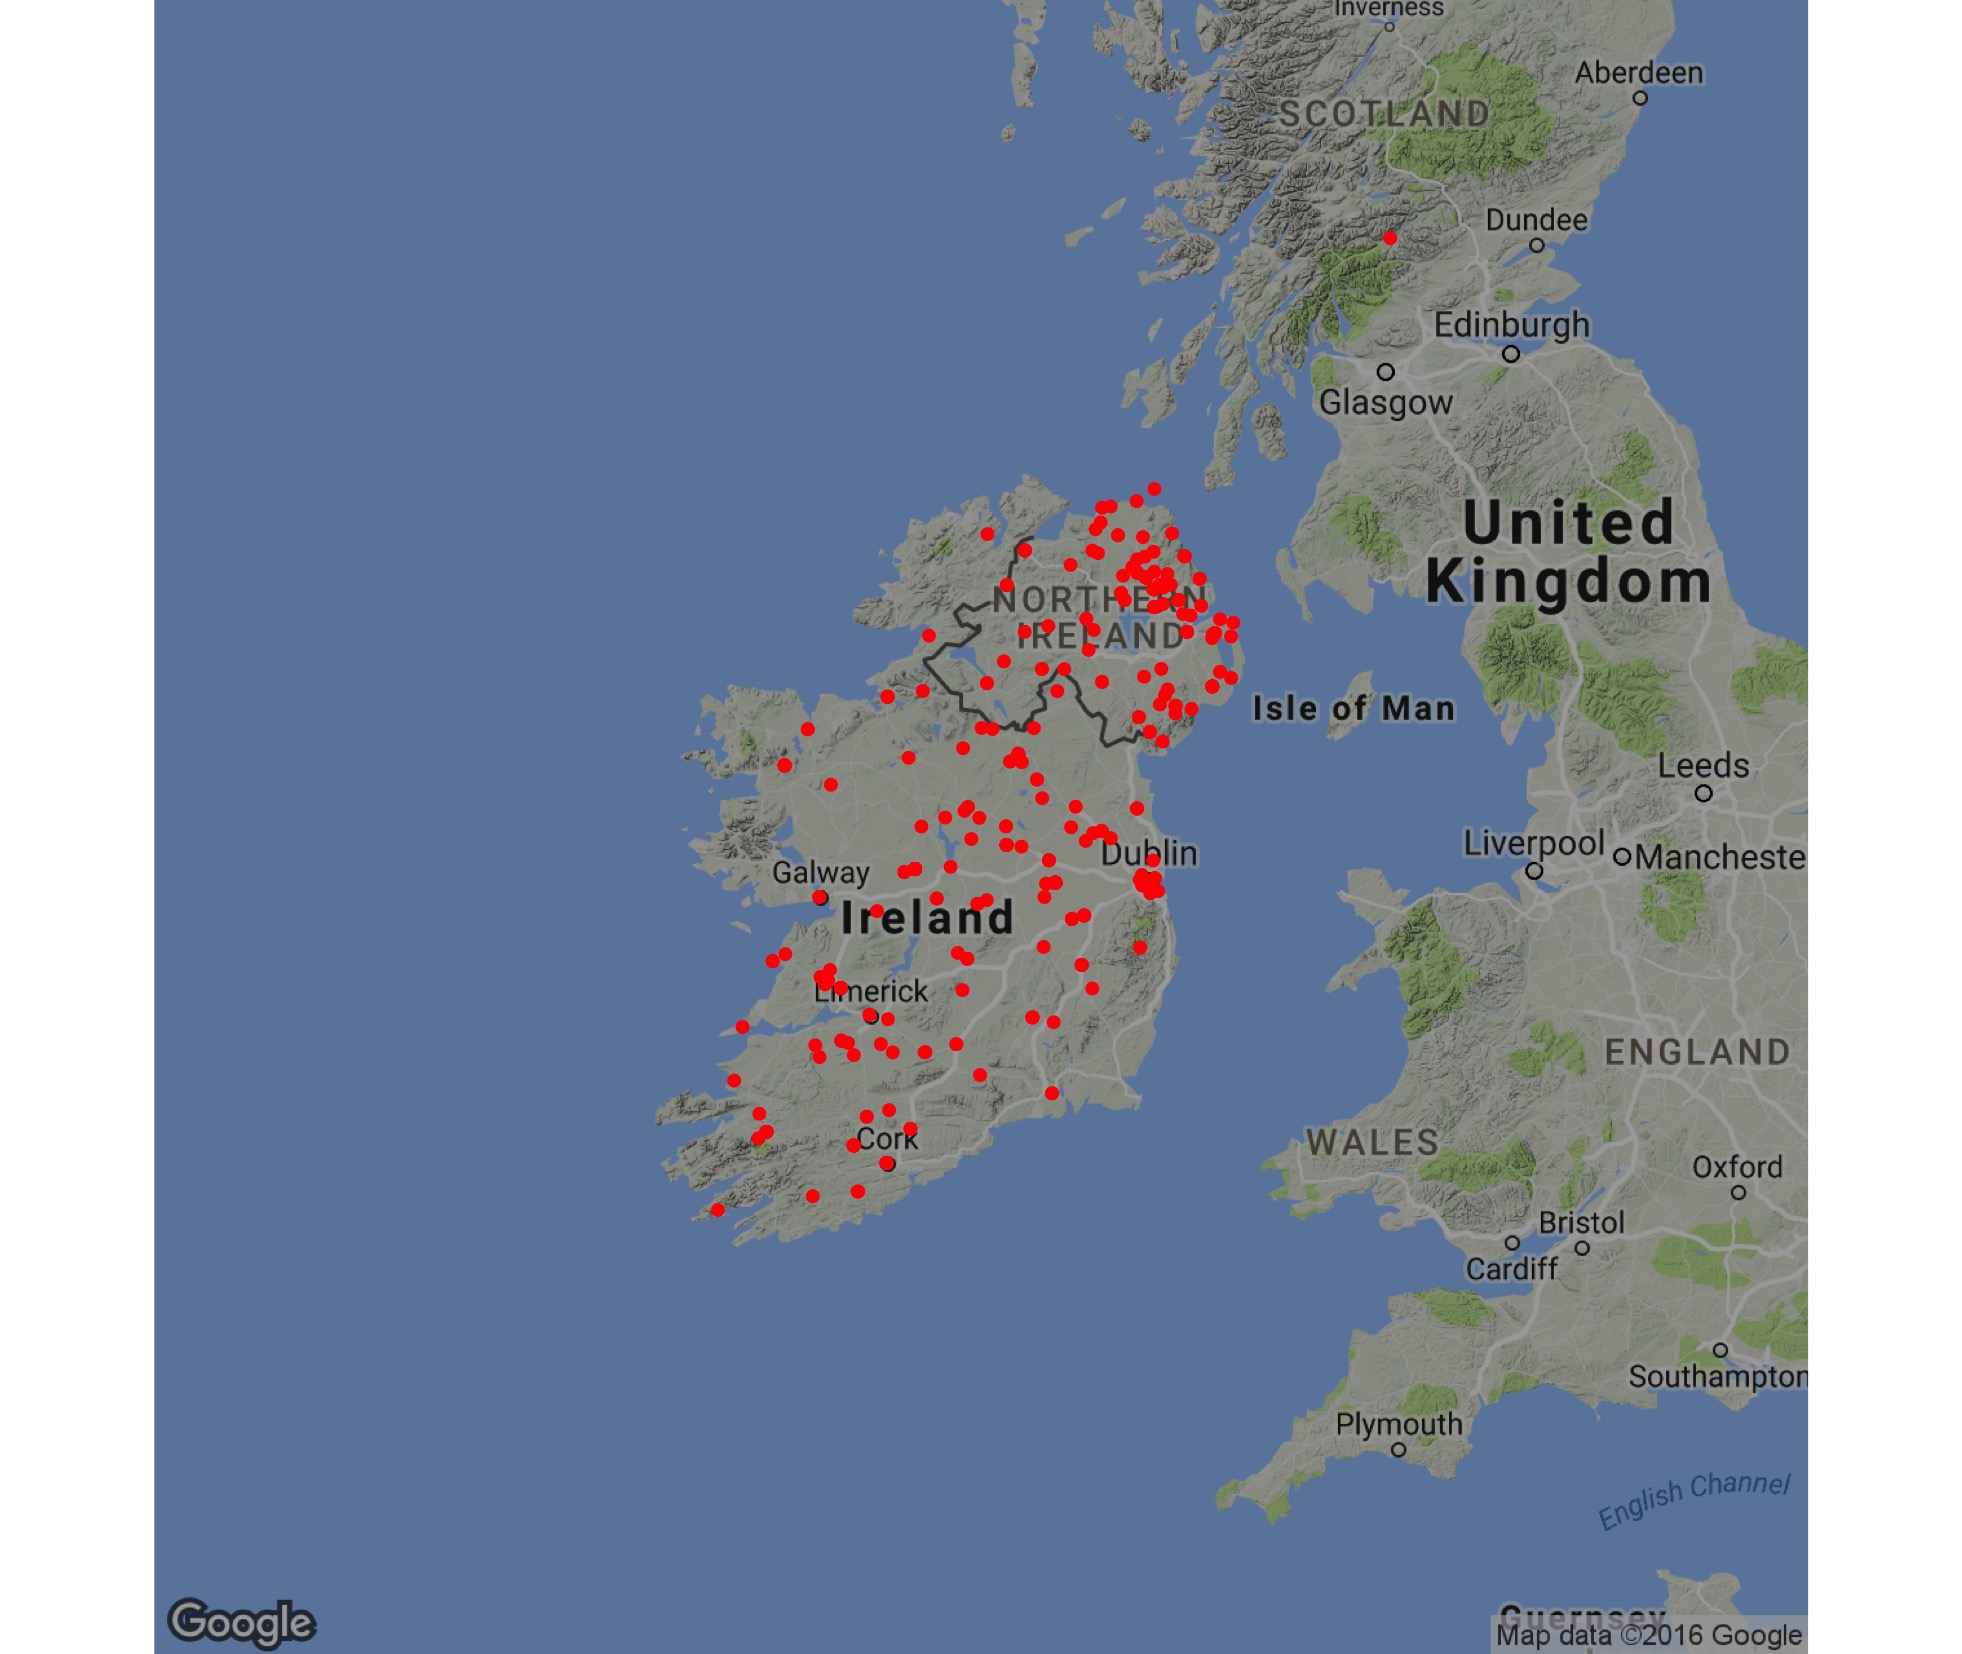 Inverness
Aberdeen
SCOTLAND
Dundee
Edinburgh
Glasgow
United
Kingdom
NORTHERN
IRELAND
Isle of Man
Leeds
Liverpool
Mancheste
Dublin
Galway
Ireland
Limerick
ENGLAND
Cork
WALES
Oxford
Bristol
Cardiff
Southampton
Plymouth
English Channel
Guernsey
Google
Map data ©2016 Google